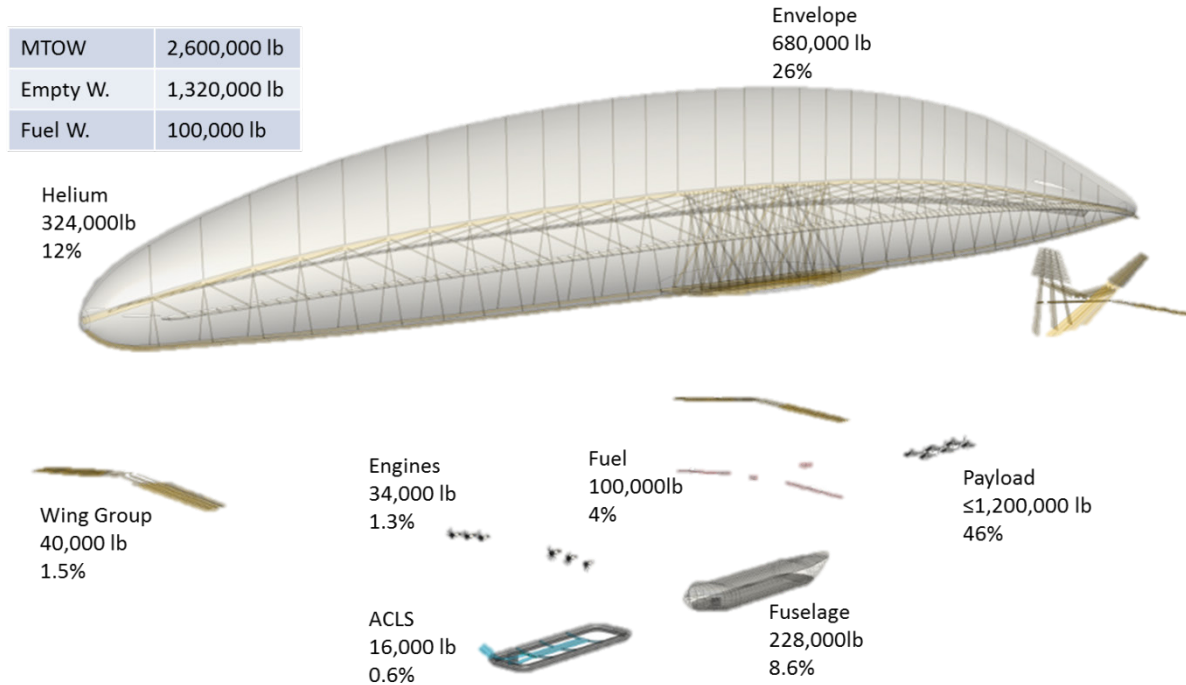 MTOW 2,600,000 lb
Empty W. 1,320,000 lb
Fuel W. 100,000 lb
Envelope
680,000 lb
26%
Helium
324,000lb
12%
Wing Group
40,000 lb
1.5%
Engines
34,000 lb
1.3%
Fuel
100,000lb
4%
Payload
≤1,200,000 lb
46%
ACLS
16,000 lb
0.6%
Fuselage
228,000lb
8.6%